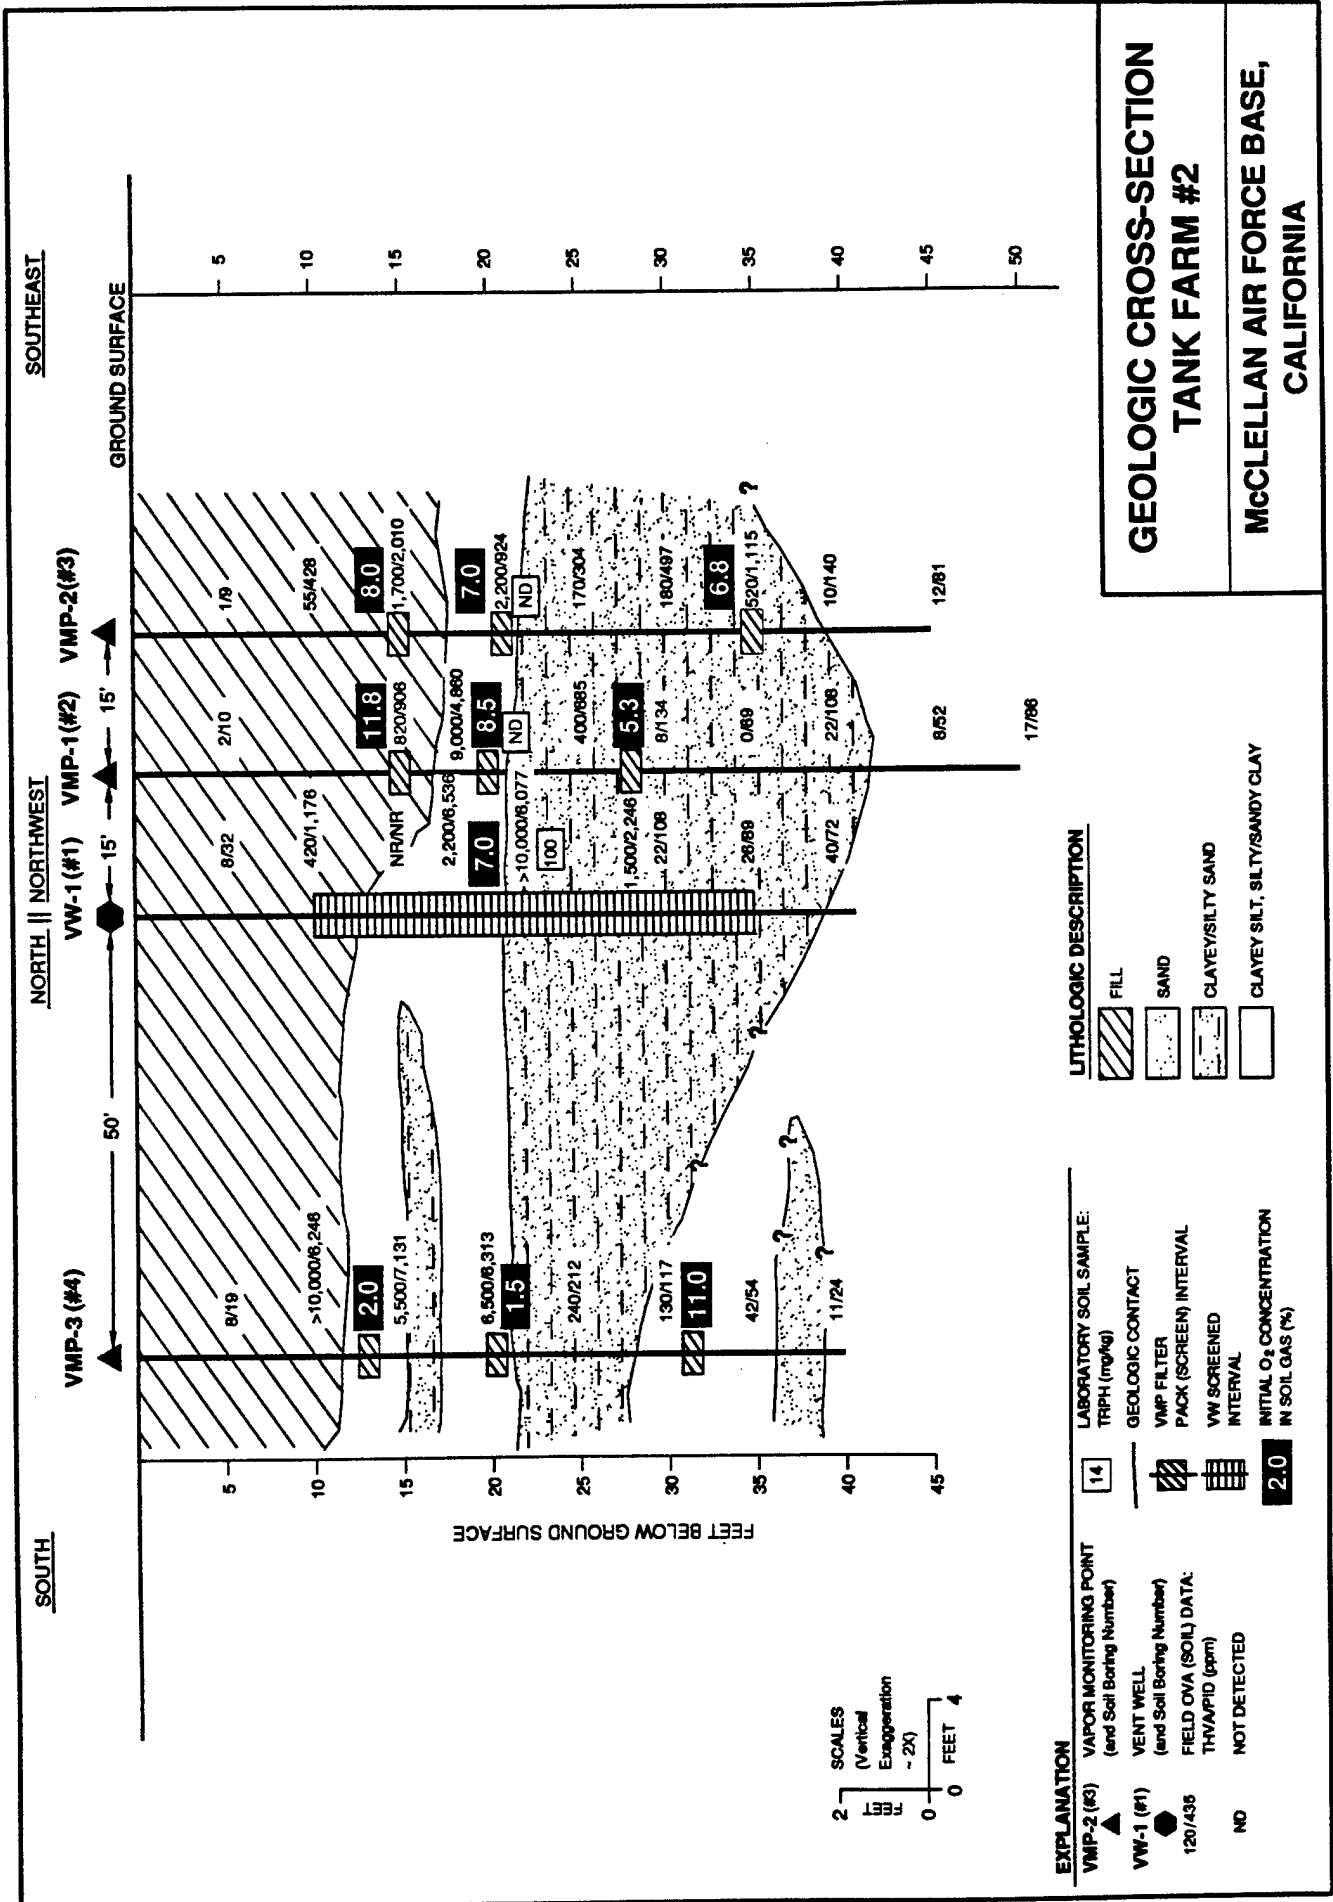 SOUTH
NORTH || NORTHWEST
SOUTHEAST
VMP-3 (#4)
VW-1 (#1)
VMP-1 (#2)
VMP-2 (#3)
50'
15'
15'
GROUND SURFACE
FEET BELOW GROUND SURFACE
5
10
15
20
25
30
35
40
45
8/19
>10,000/6,246
2.0
5,500/7,131
6,500/6,313
1.5
240/212
130/117
11.0
42/54
11/24
?
?
?
?
?
8/32
420/1,176
NR/NR
2,200/6,536
7.0
>10,000/6,077
100
1,500/2,246
22/108
26/89
40/72
2/10
11.8
820/906
9,000/4,860
8.5
ND
400/685
5.3
8/134
0/69
22/108
8/52
17/86
1/9
55/428
8.0
1,700/2,010
7.0
2,200/924
ND
170/304
180/497
6.8
520/1,115
?
10/140
12/81
5
10
15
20
25
30
35
40
45
50
SCALES
(Vertical
Exaggeration
~ 2X)
2
FEET
0
0
FEET
4
EXPLANATION
VMP-2 (#3)
VAPOR MONITORING POINT
(and Soil Boring Number)
VW-1 (#1)
VENT WELL
(and Soil Boring Number)
120/435
FIELD OVA (SOIL) DATA:
THVA/PID (ppm)
ND
NOT DETECTED
14
LABORATORY SOIL SAMPLE:
TRPH (mg/kg)
GEOLOGIC CONTACT
VMP FILTER
PACK (SCREEN) INTERVAL
VW SCREENED
INTERVAL
2.0
INITIAL O₂ CONCENTRATION
IN SOIL GAS (%)
LITHOLOGIC DESCRIPTION
FILL
SAND
CLAYEY/SILTY SAND
CLAYEY SILT, SILTY/SANDY CLAY
GEOLOGIC CROSS-SECTION
TANK FARM #2
McCLELLAN AIR FORCE BASE,
CALIFORNIA